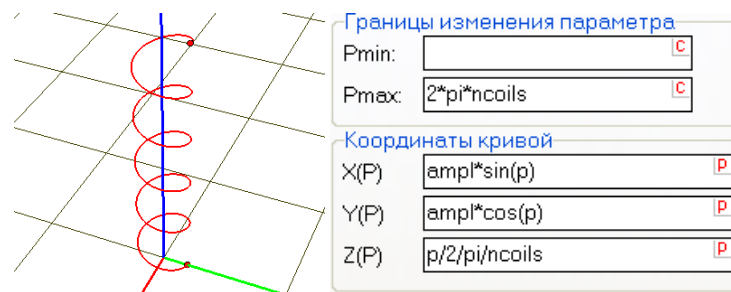 Границы изменения параметра
Pmin: C
Pmax: 2*pi*ncoils C
Координаты кривой
X(P) ampl*sin(p) P
Y(P) ampl*cos(p) P
Z(P) p/2/pi/ncoils P